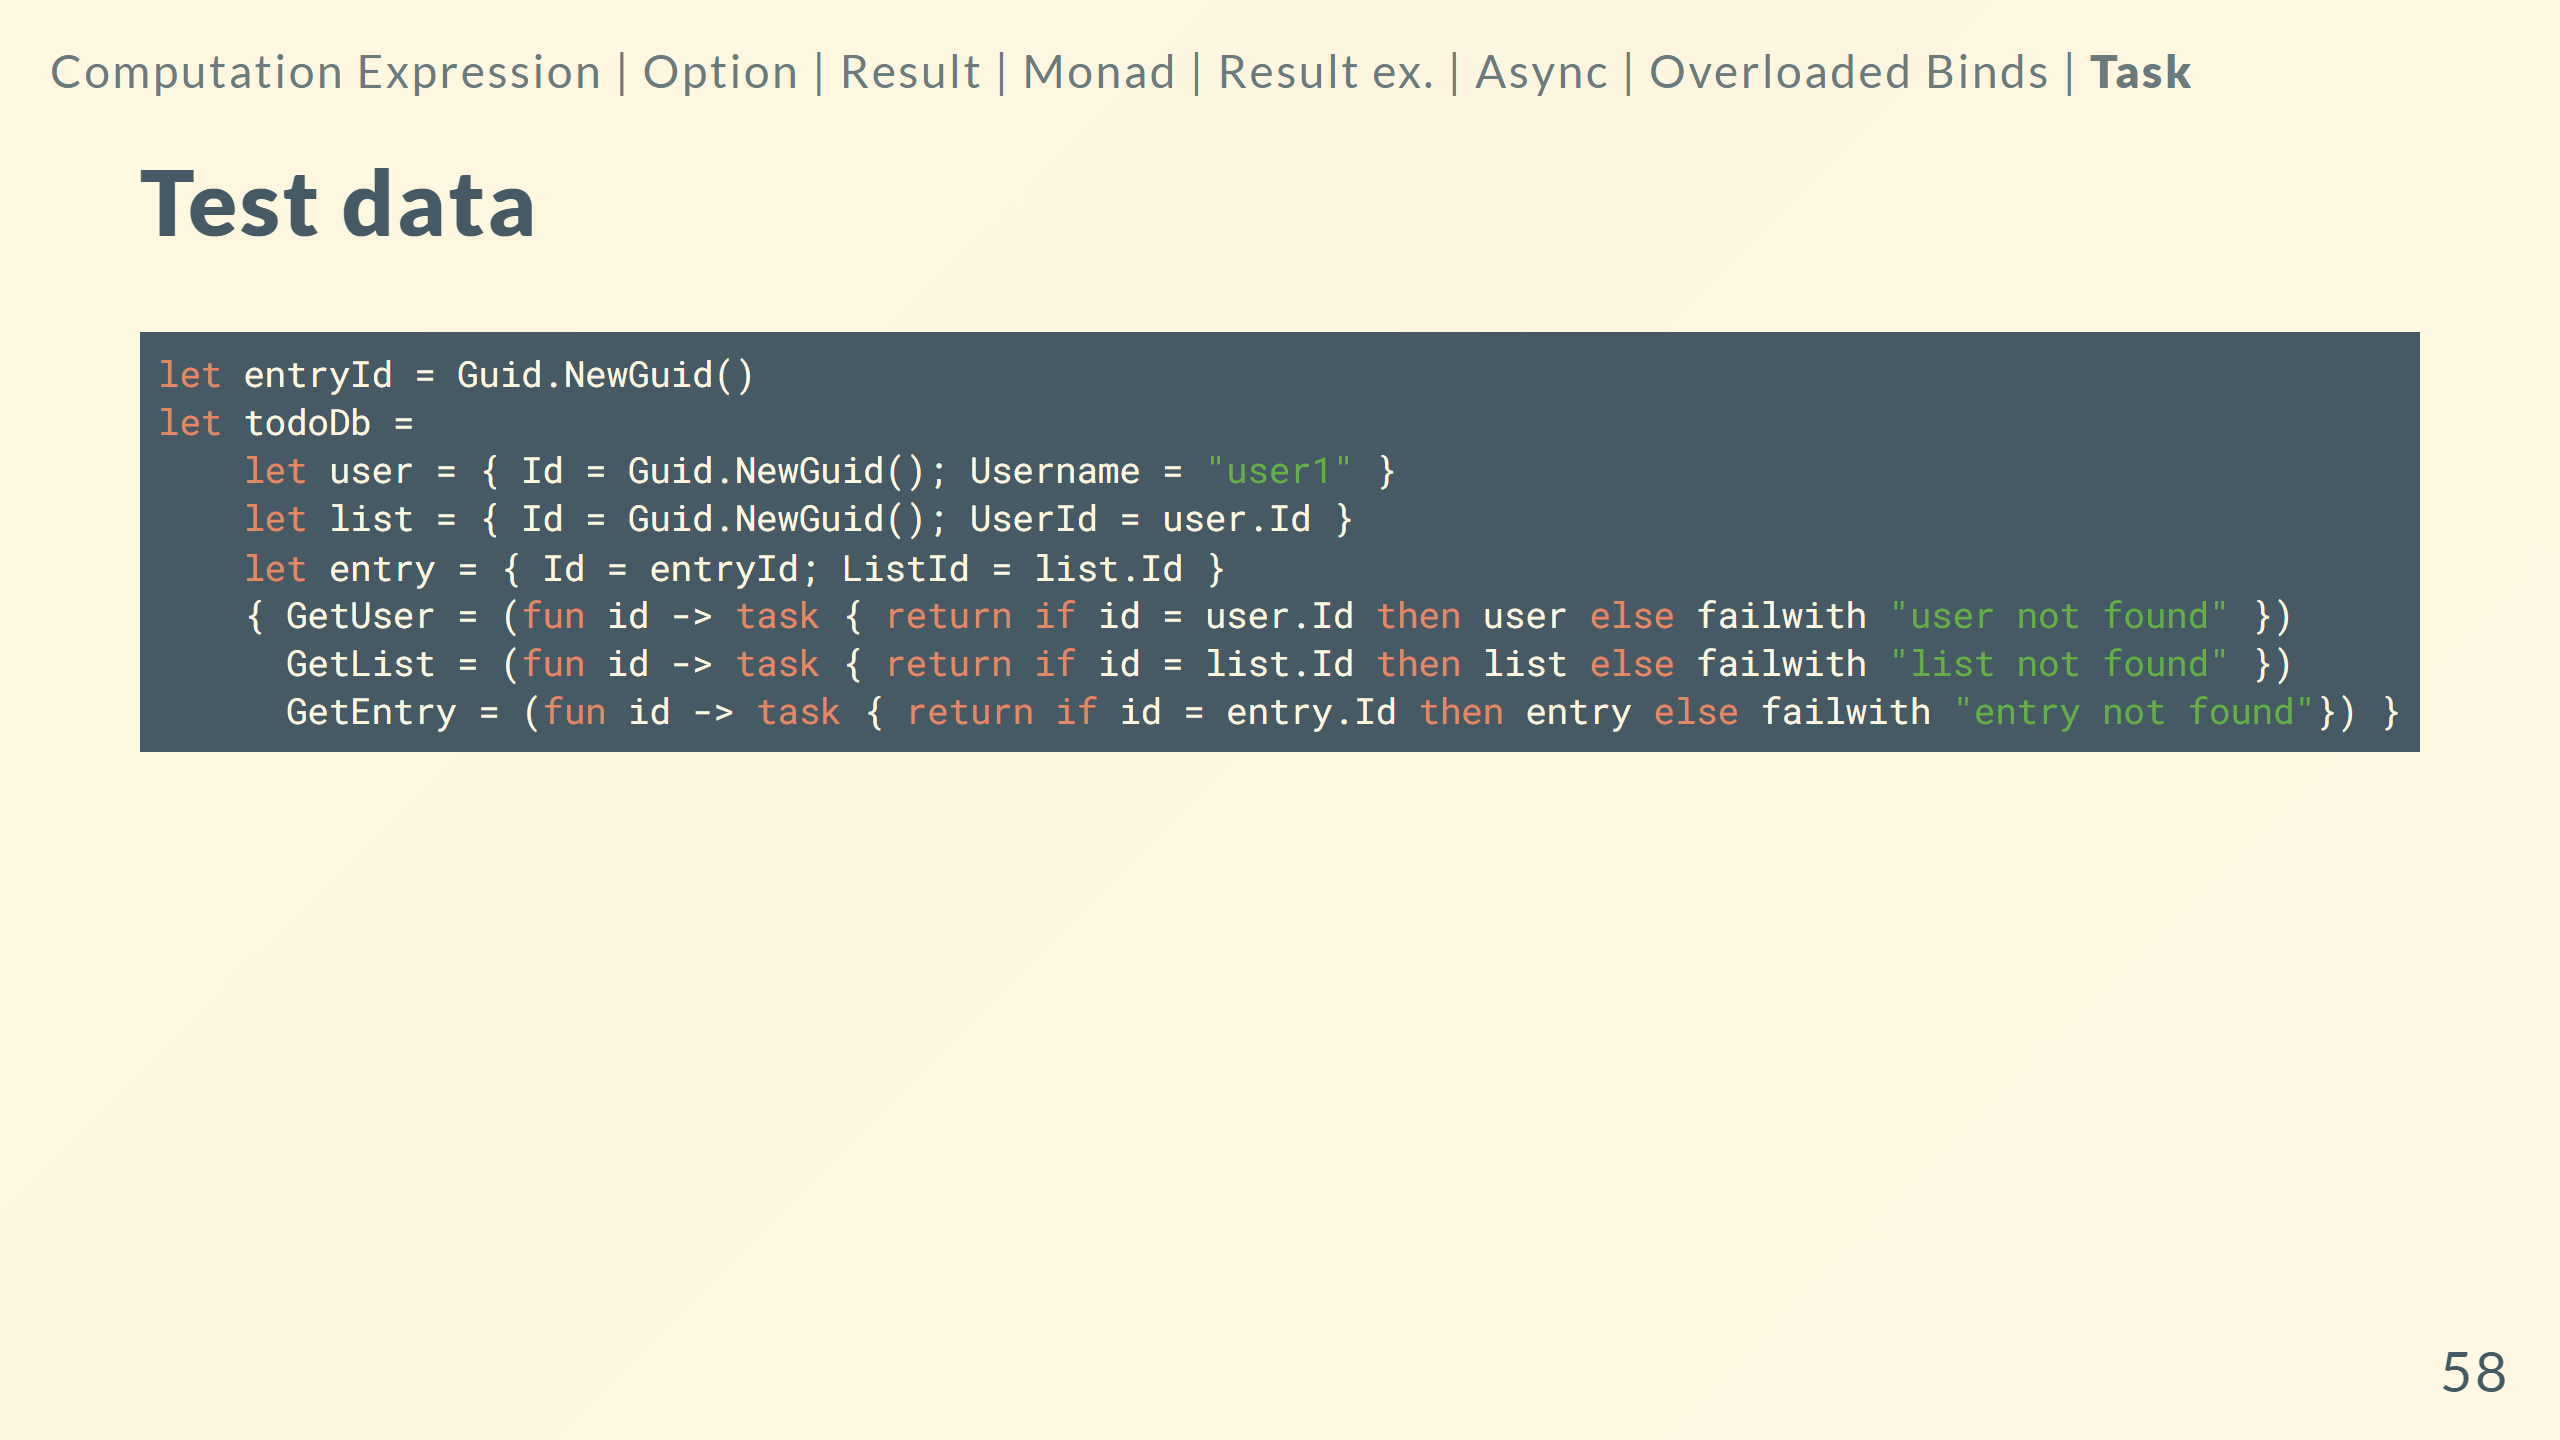 Computation Expression | Option | Result | Monad | Result ex. | Async | Overloaded Binds | Task
Test data
let entryId = Guid.NewGuid()
let todoDb =
    let user = { Id = Guid.NewGuid(); Username = "user1" }
    let list = { Id = Guid.NewGuid(); UserId = user.Id }
    let entry = { Id = entryId; ListId = list.Id }
    { GetUser = (fun id -> task { return if id = user.Id then user else failwith "user not found" })
      GetList = (fun id -> task { return if id = list.Id then list else failwith "list not found" })
      GetEntry = (fun id -> task { return if id = entry.Id then entry else failwith "entry not found"}) }
58